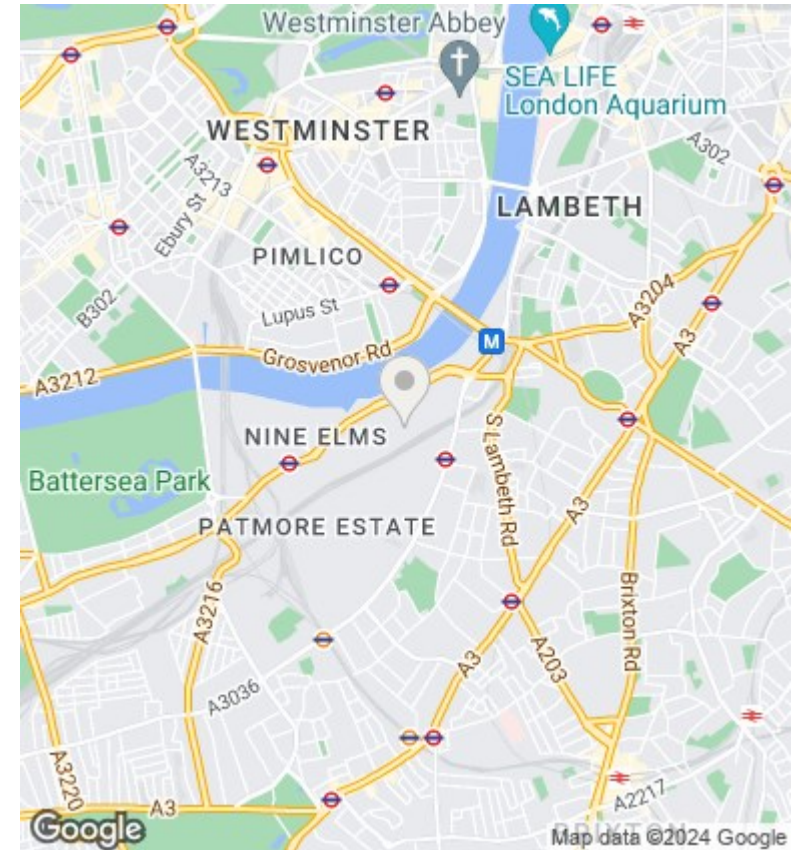 Westminster Abbey
SEA LIFE
London Aquarium
WESTMINSTER
A302
A3213
LAMBETH
Ebury St
PIMLICO
B302
Lupus St
A3204
M
A3
Grosvenor Rd
A3212
NINE ELMS
S Lambeth Rd
Battersea Park
A3
PATMORE ESTATE
A3216
Brixton Rd
A203
A3
A3036
A3220
A3
A2217
BRIXTON
Google
Map data ©2024 Google